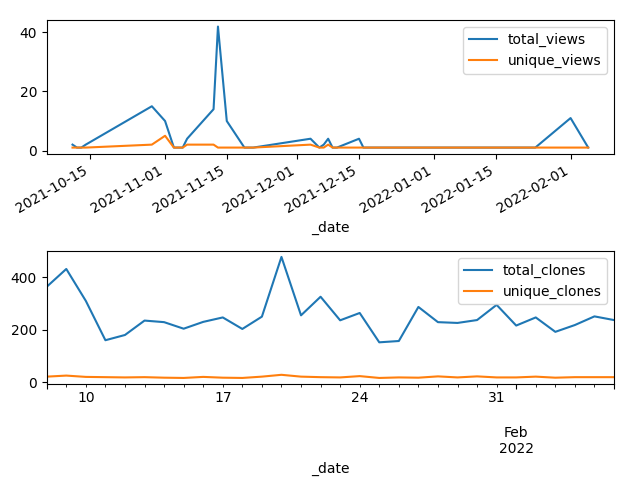 total_views
unique_views
40
20
0
2021-10-15
2021-11-01
2021-11-15
2021-12-01
2021-12-15
2022-01-01
2022-01-15
2022-02-01
_date
total_clones
unique_clones
400
200
0
10
17
24
31
Feb
2022
_date